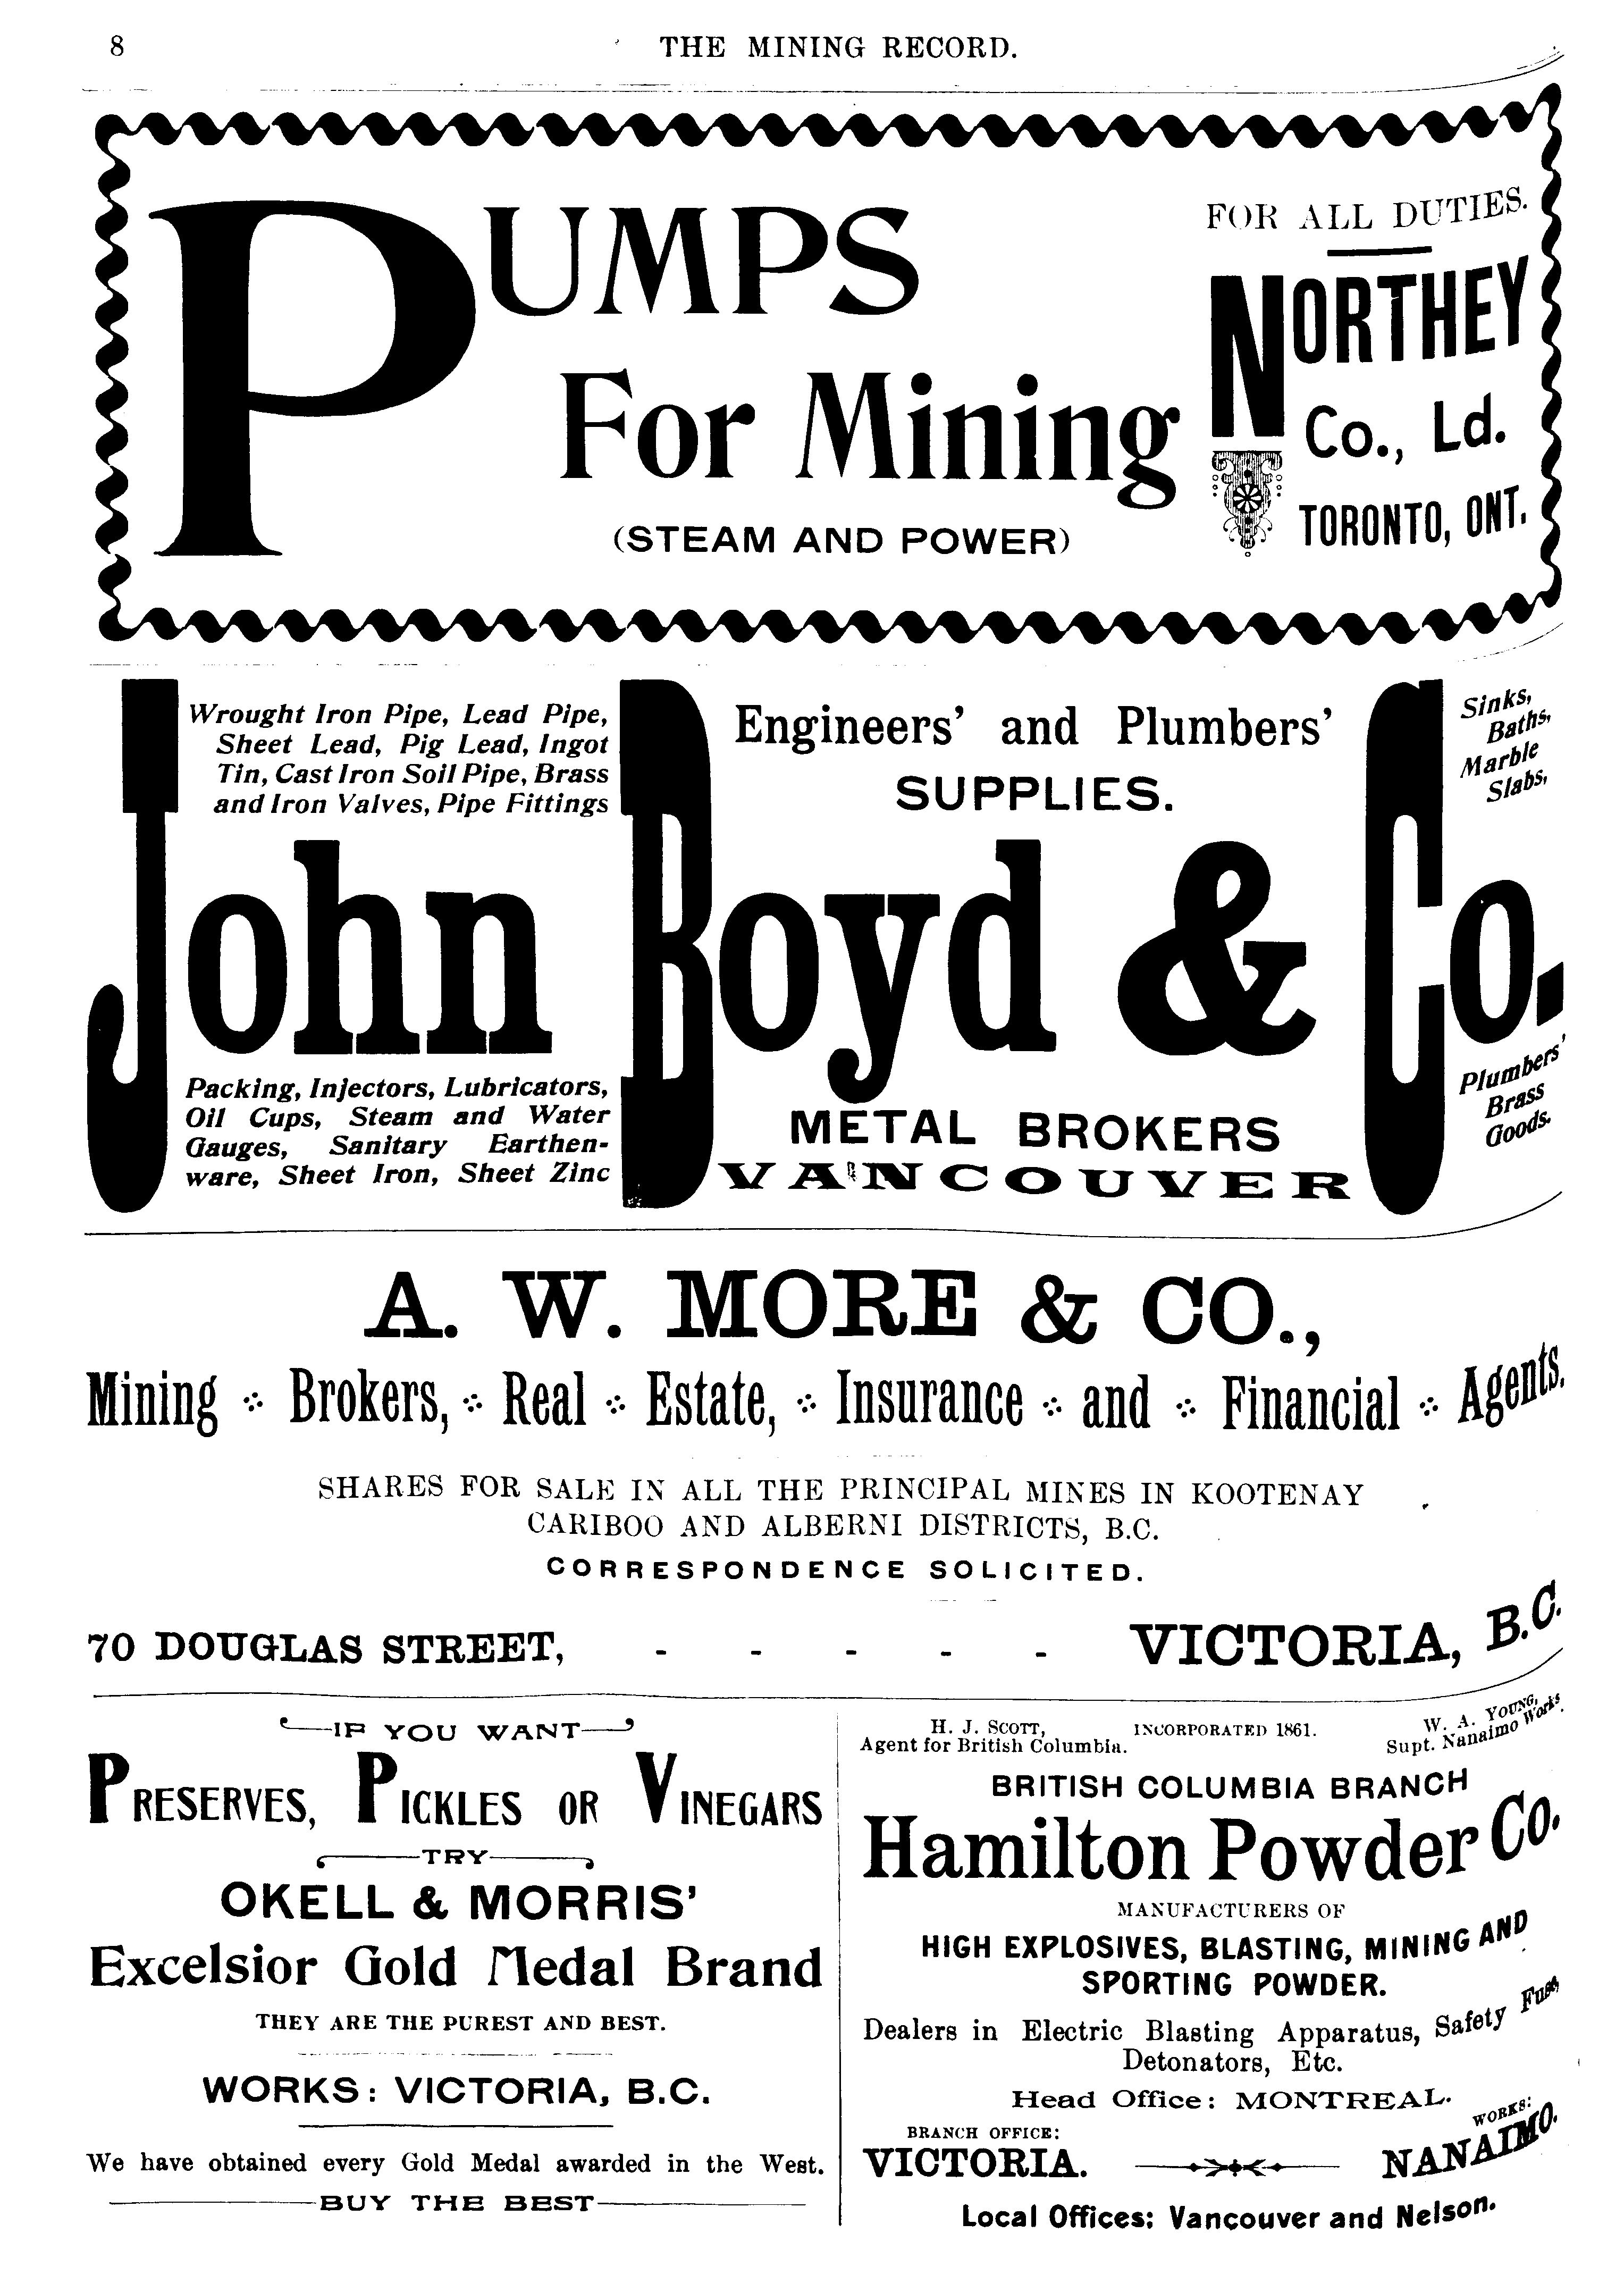 8
THE MINING RECORD.
PUMPS
For Mining
(STEAM AND POWER)
FOR ALL DUTIES.
NORTHEY
Co., Ld.
TORONTO, ONT.
Wrought Iron Pipe, Lead Pipe,
Sheet Lead, Pig Lead, Ingot
Tin, Cast Iron Soil Pipe, Brass
and Iron Valves, Pipe Fittings
Engineers' and Plumbers'
SUPPLIES.
Sinks,
Baths,
Marble
Slabs,
John Boyd & Co.
Packing, Injectors, Lubricators,
Oil Cups, Steam and Water
Gauges, Sanitary Earthen-
ware, Sheet Iron, Sheet Zinc
METAL BROKERS
VANCOUVER
Plumbers'
Brass
Goods.
A. W. MORE & CO.,
Mining Brokers, Real Estate, Insurance and Financial Agents.
SHARES FOR SALE IN ALL THE PRINCIPAL MINES IN KOOTENAY
CARIBOO AND ALBERNI DISTRICTS, B.C.
CORRESPONDENCE SOLICITED.
70 DOUGLAS STREET, - - - - - VICTORIA, B.C.
IF YOU WANT
PRESERVES, PICKLES OR VINEGARS
TRY
OKELL & MORRIS'
Excelsior Gold Medal Brand
THEY ARE THE PUREST AND BEST.
WORKS: VICTORIA, B.C.
We have obtained every Gold Medal awarded in the West.
BUY THE BEST
H. J. SCOTT,
Agent for British Columbia.
INCORPORATED 1861.
W. A. YOUNG,
Supt. Nanaimo Works.
BRITISH COLUMBIA BRANCH
Hamilton Powder Co.
MANUFACTURERS OF
HIGH EXPLOSIVES, BLASTING, MINING AND
SPORTING POWDER.
Dealers in Electric Blasting Apparatus, Safety Fuse,
Detonators, Etc.
Head Office: MONTREAL.
BRANCH OFFICE:
VICTORIA.
WORKS:
NANAIMO.
Local Offices: Vancouver and Nelson.